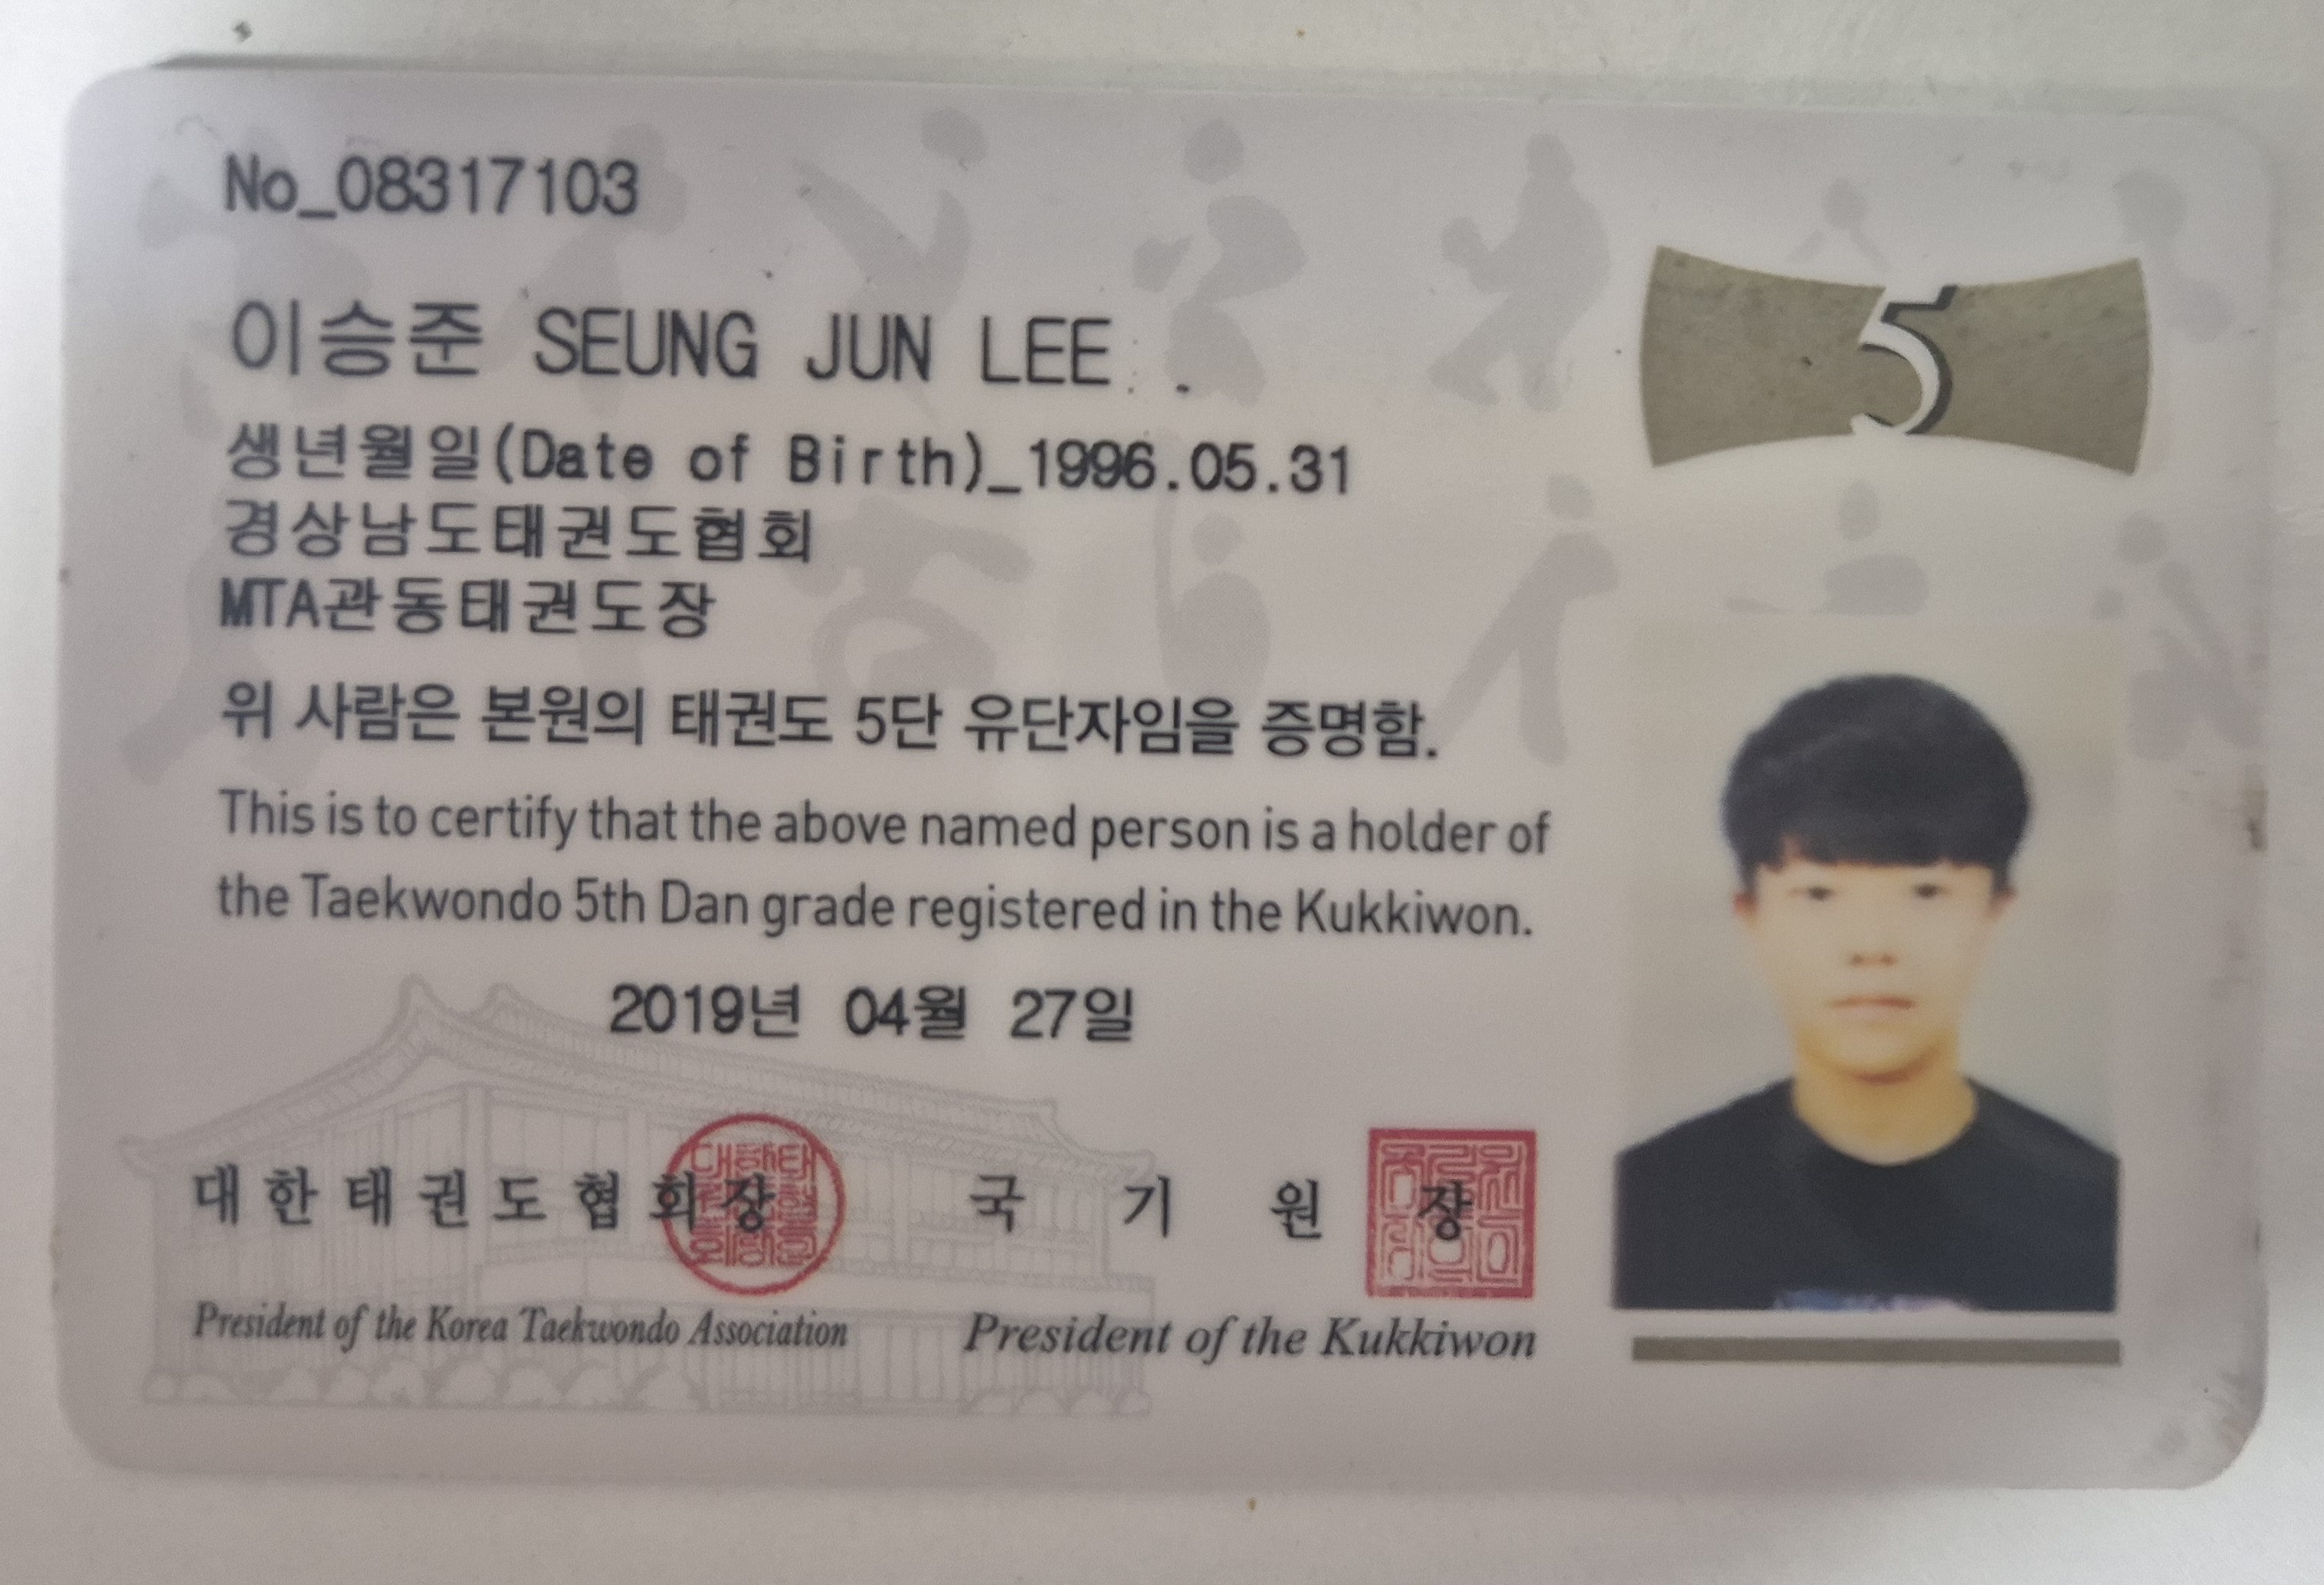 No_08317103
5
이승준 SEUNG JUN LEE
생년월일(Date of Birth)_1996.05.31
경상남도태권도협회
MTA관동태권도장
위 사람은 본원의 태권도 5단 유단자임을 증명함.
This is to certify that the above named person is a holder of
the Taekwondo 5th Dan grade registered in the Kukkiwon.
2019년 04월 27일
대한태권도협회장
국기원장
President of the Korea Taekwondo Association
President of the Kukkiwon